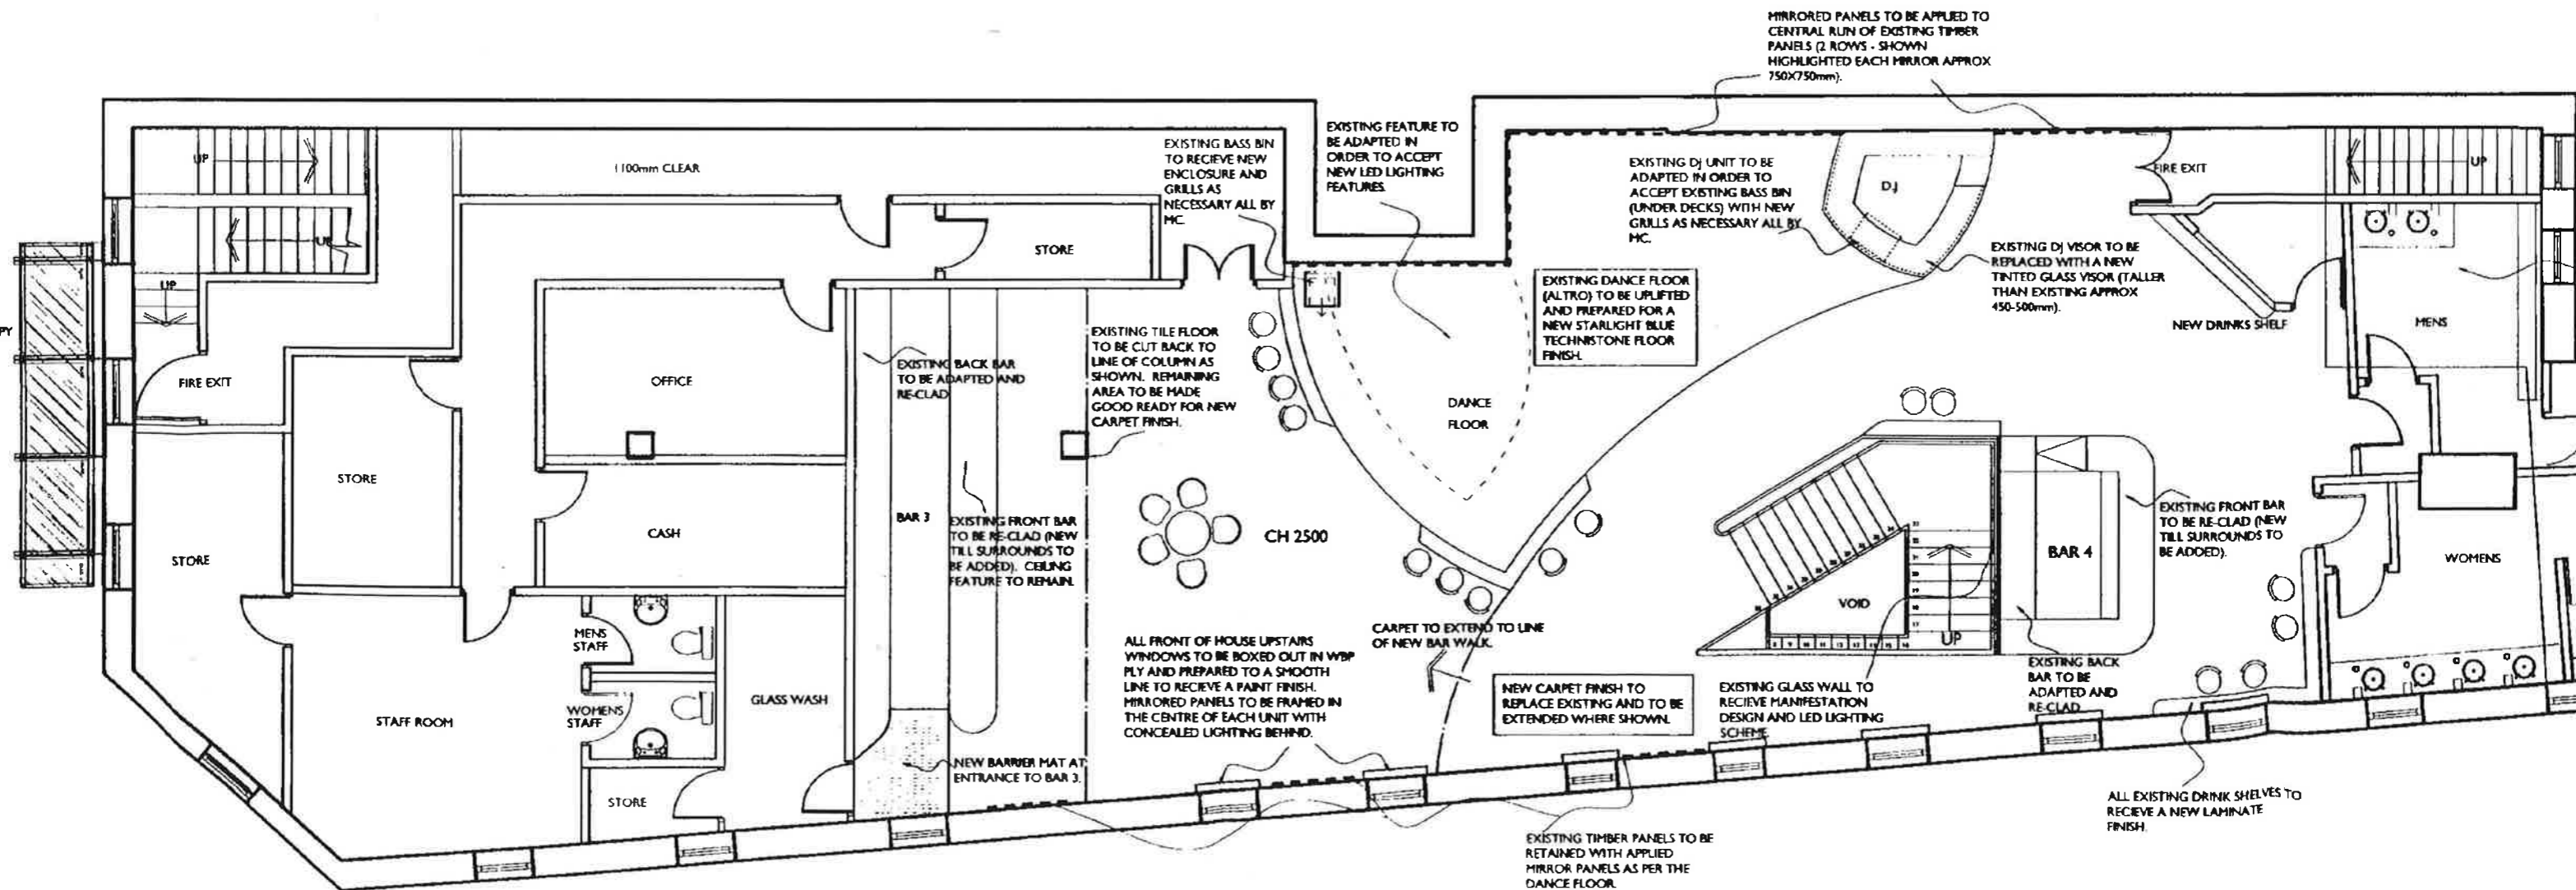 MIRRORED PANELS TO BE APPLIED TO
CENTRAL RUN OF EXISTING TIMBER
PANELS (2 ROWS - SHOWN
HIGHLIGHTED EACH MIRROR APPROX
750X750mm).
EXISTING FEATURE TO
BE ADAPTED IN
ORDER TO ACCEPT
NEW LED LIGHTING
FEATURES.
EXISTING BASS BIN
TO RECIEVE NEW
ENCLOSURE AND
GRILLS AS
NECESSARY ALL BY
MC.
EXISTING DJ UNIT TO BE
ADAPTED IN ORDER TO
ACCEPT EXISTING BASS BIN
(UNDER DECKS) WITH NEW
GRILLS AS NECESSARY ALL BY
MC.
UP
1100mm CLEAR
DJ
FIRE EXIT
UP
UP
STORE
EXISTING DJ VISOR TO BE
REPLACED WITH A NEW
TINTED GLASS VISOR (TALLER
THAN EXISTING APPROX
450-500mm).
UP
EXISTING DANCE FLOOR
(ALTRO) TO BE UPLIFTED
AND PREPARED FOR A
NEW STARLIGHT BLUE
TECHNISTONE FLOOR
FINISH.
NEW DRINKS SHELF
MENS
PY
EXISTING TILE FLOOR
TO BE CUT BACK TO
LINE OF COLUMN AS
SHOWN. REMAINING
AREA TO BE MADE
GOOD READY FOR NEW
CARPET FINISH.
FIRE EXIT
OFFICE
EXISTING BACK BAR
TO BE ADAPTED AND
RE-CLAD
DANCE
FLOOR
STORE
BAR 3
EXISTING FRONT BAR
TO BE RE-CLAD (NEW
TILL SURROUNDS TO
BE ADDED). CEILING
FEATURE TO REMAIN.
CASH
CH 2500
STORE
EXISTING FRONT BAR
TO BE RE-CLAD (NEW
TILL SURROUNDS TO
BE ADDED).
BAR 4
WOMENS
VOID
UP
MENS
STAFF
ALL FRONT OF HOUSE UPSTAIRS
WINDOWS TO BE BOXED OUT IN WBP
PLY AND PREPARED TO A SMOOTH
LINE TO RECIEVE A PAINT FINISH.
MIRRORED PANELS TO BE FRAMED IN
THE CENTRE OF EACH UNIT WITH
CONCEALED LIGHTING BEHIND.
CARPET TO EXTEND TO LINE
OF NEW BAR WALK.
EXISTING BACK
BAR TO BE
ADAPTED AND
RE-CLAD
NEW CARPET FINISH TO
REPLACE EXISTING AND TO BE
EXTENDED WHERE SHOWN.
EXISTING GLASS WALL TO
RECIEVE MANIFESTATION
DESIGN AND LED LIGHTING
SCHEME.
STAFF ROOM
WOMENS
STAFF
GLASS WASH
NEW BARRIER MAT AT
ENTRANCE TO BAR 3.
STORE
ALL EXISTING DRINK SHELVES TO
RECIEVE A NEW LAMINATE
FINISH.
EXISTING TIMBER PANELS TO BE
RETAINED WITH APPLIED
MIRROR PANELS AS PER THE
DANCE FLOOR.